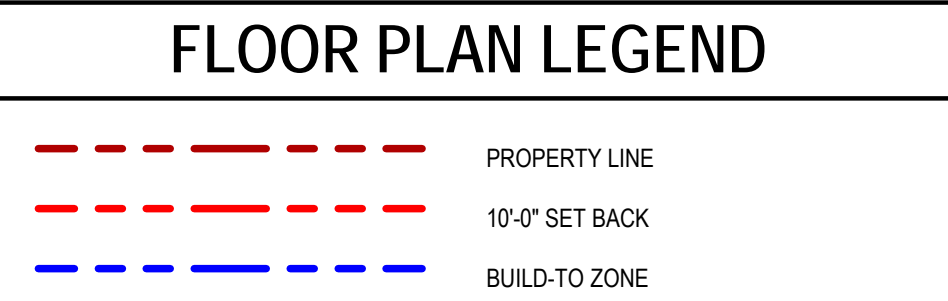 FLOOR PLAN LEGEND
PROPERTY LINE
10'-0" SET BACK
BUILD-TO ZONE